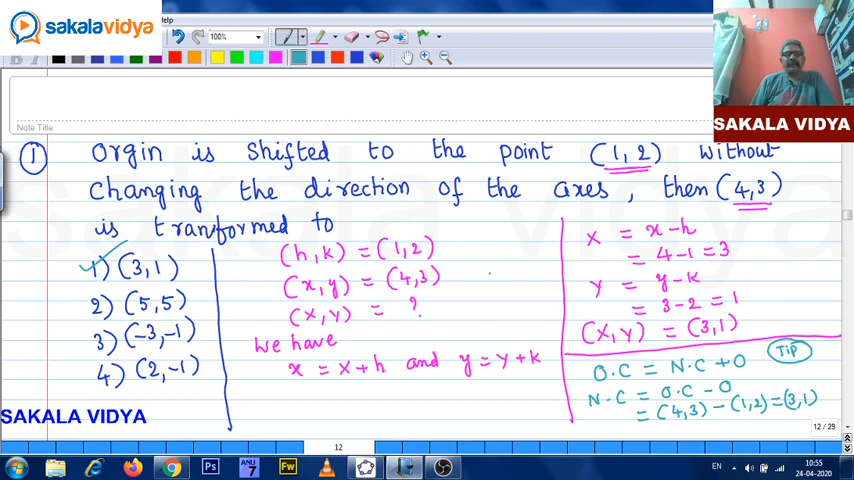 sakalavidya
Help
100%
Note Title
SAKALA VIDYA
1) Orgin is shifted to the point (1, 2) without
changing the direction of the axes, then (4,3)
is transformed to
1) (3, 1)
2) (5, 5)
3) (-3, -1)
4) (2, -1)
(h, k) = (1, 2)
(x, y) = (4, 3)
(X, Y) = ?
We have
x = X + h and y = Y + k
X = x - h
= 4 - 1 = 3
Y = y - k
= 3 - 2 = 1
(X, Y) = (3, 1)
Tip
O.C = N.C + O
N.C = O.C - O
= (4,3) - (1,2) = (3,1)
SAKALA VIDYA
12 / 29
12
EN
10:55
24-04-2020